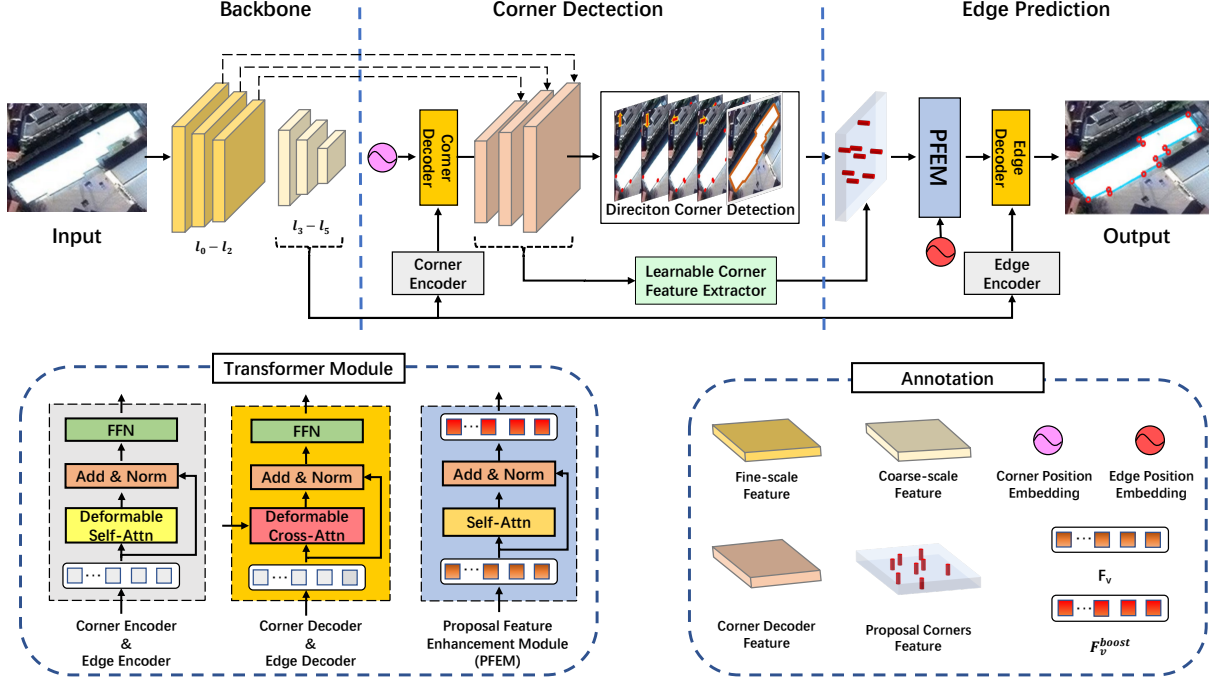 Backbone
Corner Dectection
Edge Prediction
Input
l₀ − l₂
l₃ − l₅
Corner
Decoder
Corner
Encoder
Direciton Corner Detection
Learnable Corner
Feature Extractor
PFEM
Edge
Decoder
Edge
Encoder
Output
Transformer Module
FFN
Add & Norm
Deformable
Self-Attn
Corner Encoder
&
Edge Encoder
FFN
Add & Norm
Deformable
Cross-Attn
Corner Decoder
&
Edge Decoder
Add & Norm
Self-Attn
Proposal Feature
Enhancement Module
(PFEM)
Annotation
Fine-scale
Feature
Coarse-scale
Feature
Corner Position
Embedding
Edge Position
Embedding
Corner Decoder
Feature
Proposal Corners
Feature
Fᵥ
F_v^{boost}